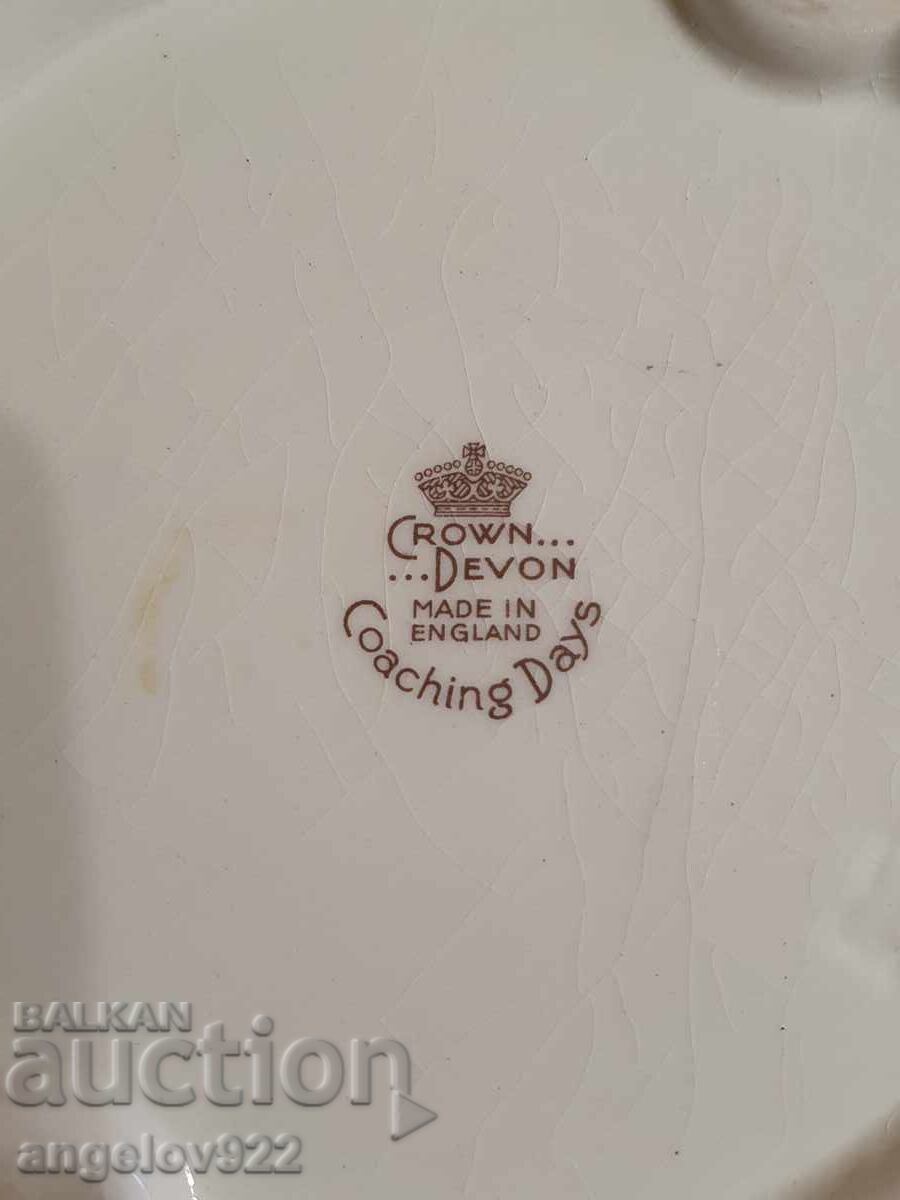 CROWN...
...DEVON
MADE IN
ENGLAND
Coaching Days
BALKAN
auction
angelov922